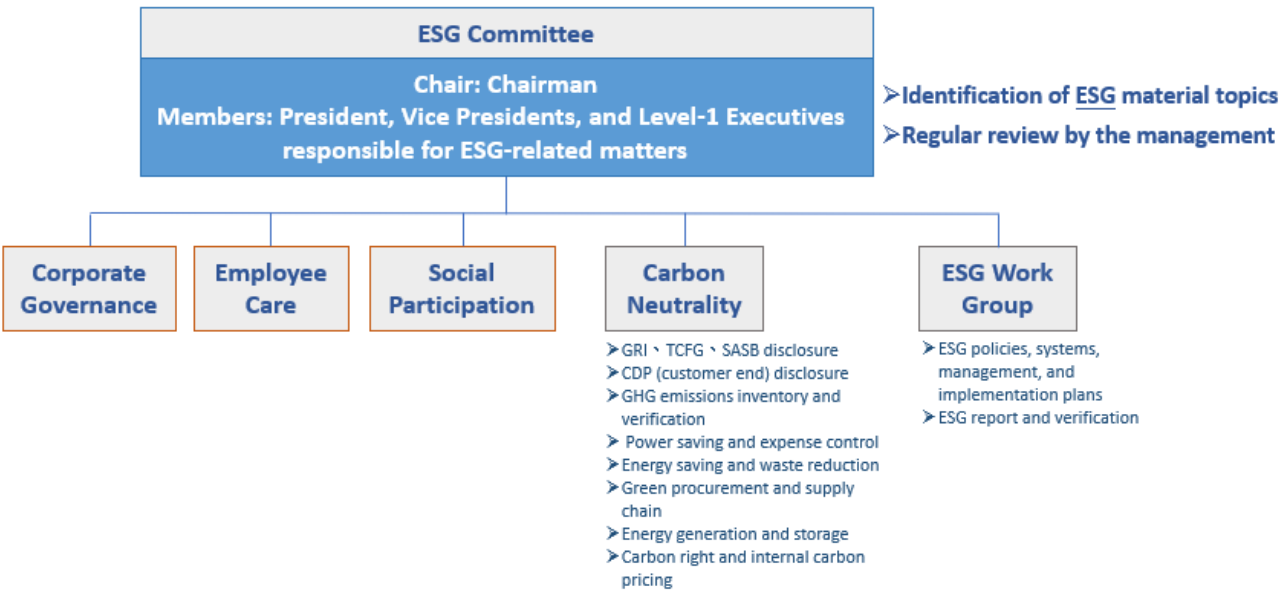 ESG Committee
Chair: Chairman
Members: President, Vice Presidents, and Level-1 Executives
responsible for ESG-related matters
➢Identification of ESG material topics
➢Regular review by the management
Corporate
Governance
Employee
Care
Social
Participation
Carbon
Neutrality
ESG Work
Group
➢GRI、TCFG、SASB disclosure
➢CDP (customer end) disclosure
➢GHG emissions inventory and
verification
➢ Power saving and expense control
➢Energy saving and waste reduction
➢Green procurement and supply
chain
➢Energy generation and storage
➢Carbon right and internal carbon
pricing
➢ESG policies, systems,
management, and
implementation plans
➢ESG report and verification